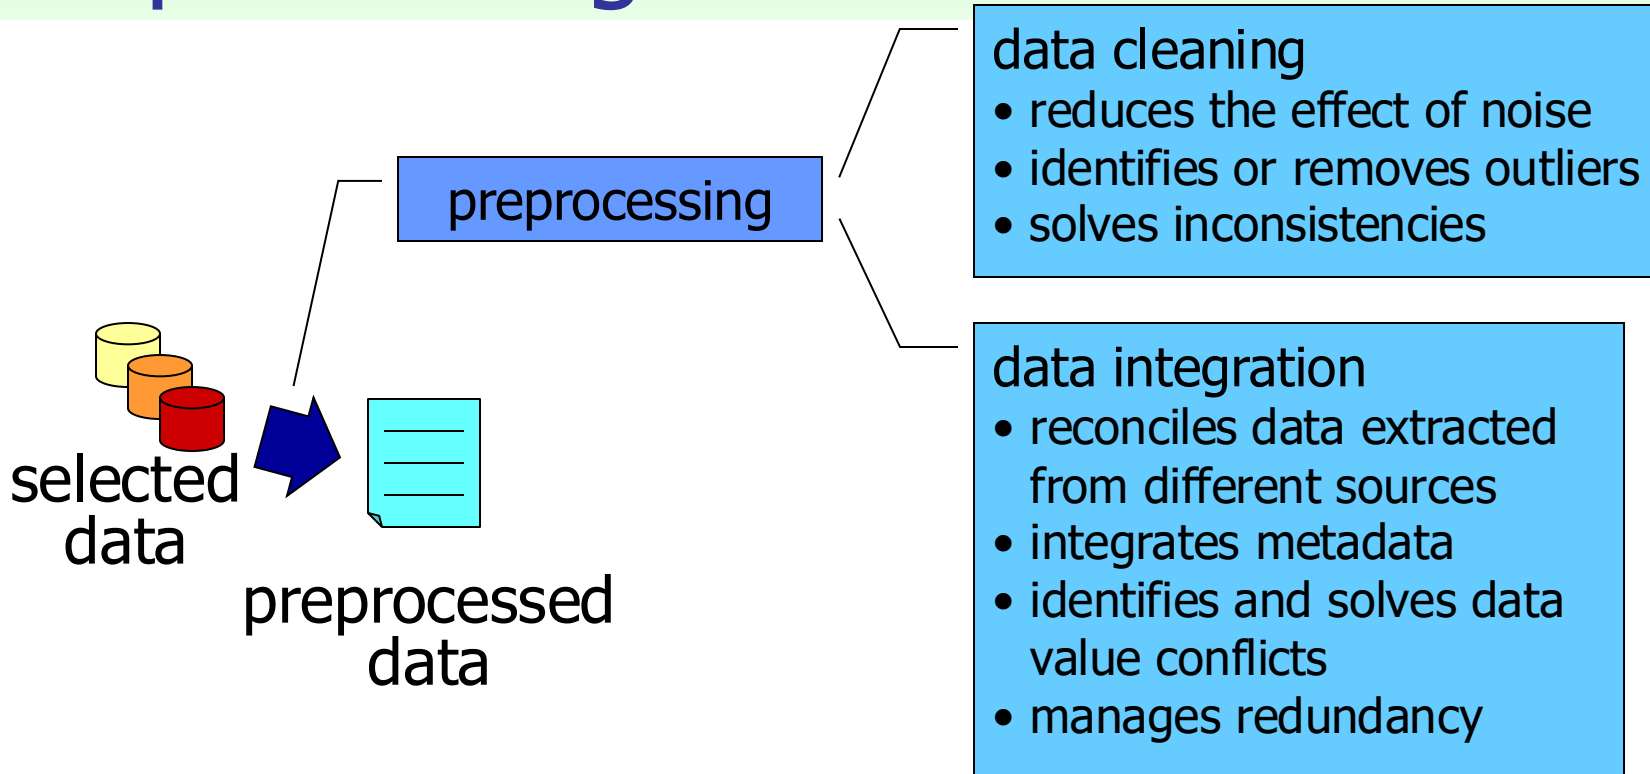 preprocessing
data cleaning
• reduces the effect of noise
• identifies or removes outliers
• solves inconsistencies
selected
data
preprocessed
data
data integration
• reconciles data extracted
from different sources
• integrates metadata
• identifies and solves data
value conflicts
• manages redundancy